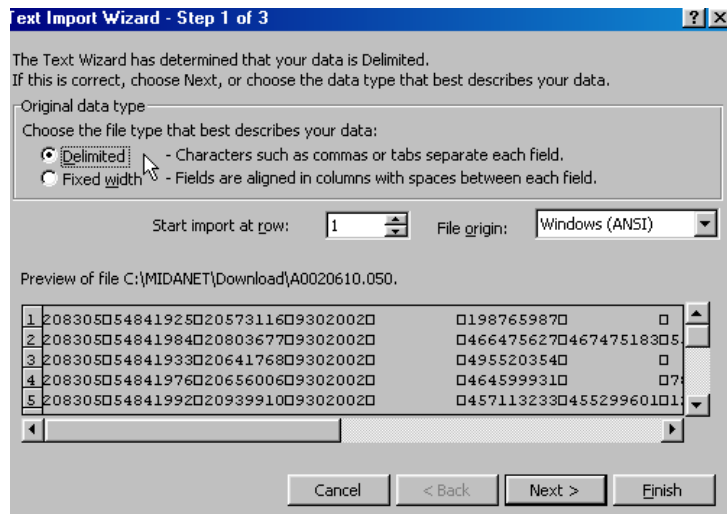 Text Import Wizard - Step 1 of 3
The Text Wizard has determined that your data is Delimited.
If this is correct, choose Next, or choose the data type that best describes your data.
Original data type
Choose the file type that best describes your data:
Delimited - Characters such as commas or tabs separate each field.
Fixed width - Fields are aligned in columns with spaces between each field.
Start import at row: 1 File origin: Windows (ANSI)
Preview of file C:\MIDANET\Download\A0020610.050.
1 208305□54841925□20573116□9302002□ □198765987□ □
2 208305□54841984□20803677□9302002□ □466475627□467475183□5
3 208305□54841933□20641768□9302002□ □495520354□ □
4 208305□54841976□20656006□9302002□ □464599931□ □7
5 208305□54841992□20939910□9302002□ □457113233□455299601□1
Cancel < Back Next > Finish